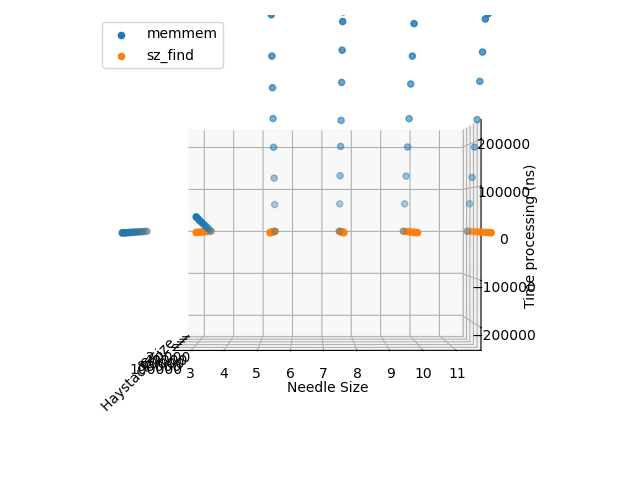 memmem
sz_find
200000
100000
0
−100000
−200000
Time processing (ns)
Haystack Size
100000
3 4 5 6 7 8 9 10 11
Needle Size